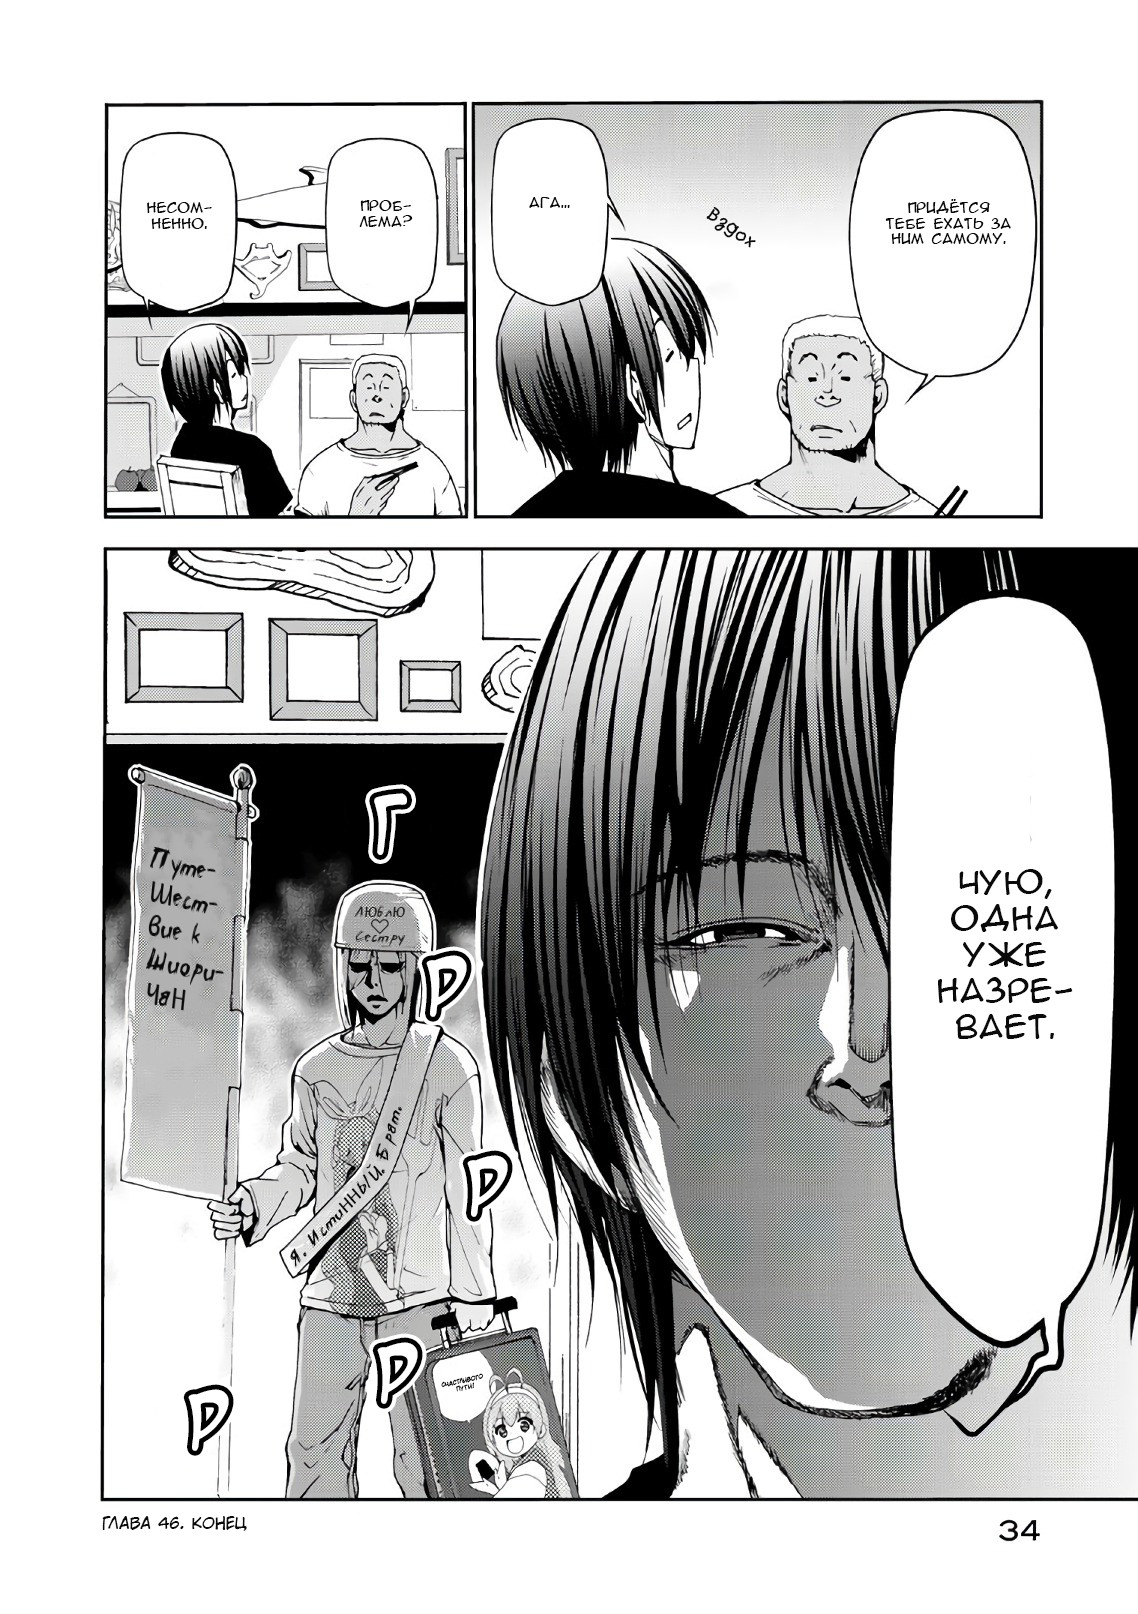 ПРИДЁТСЯ
ТЕБЕ ЕХАТЬ ЗА
НИМ САМОМУ.
Вздох
АГА...
ПРОБ-
ЛЕМА?
НЕСОМ-
НЕННО.
ЧУЮ,
ОДНА
УЖЕ
НАЗРЕ-
ВАЕТ.
Г
Р
Р
Р
Р
Путе-
Шест-
Вие к
Шиори-
ЧяН
ЛЮБЛЮ
Сестру
Я. ИстиННЫЙ. Брат.
СЧАСТЛИВОГО
ПУТИ!
ГЛАВА 46. КОНЕЦ
34